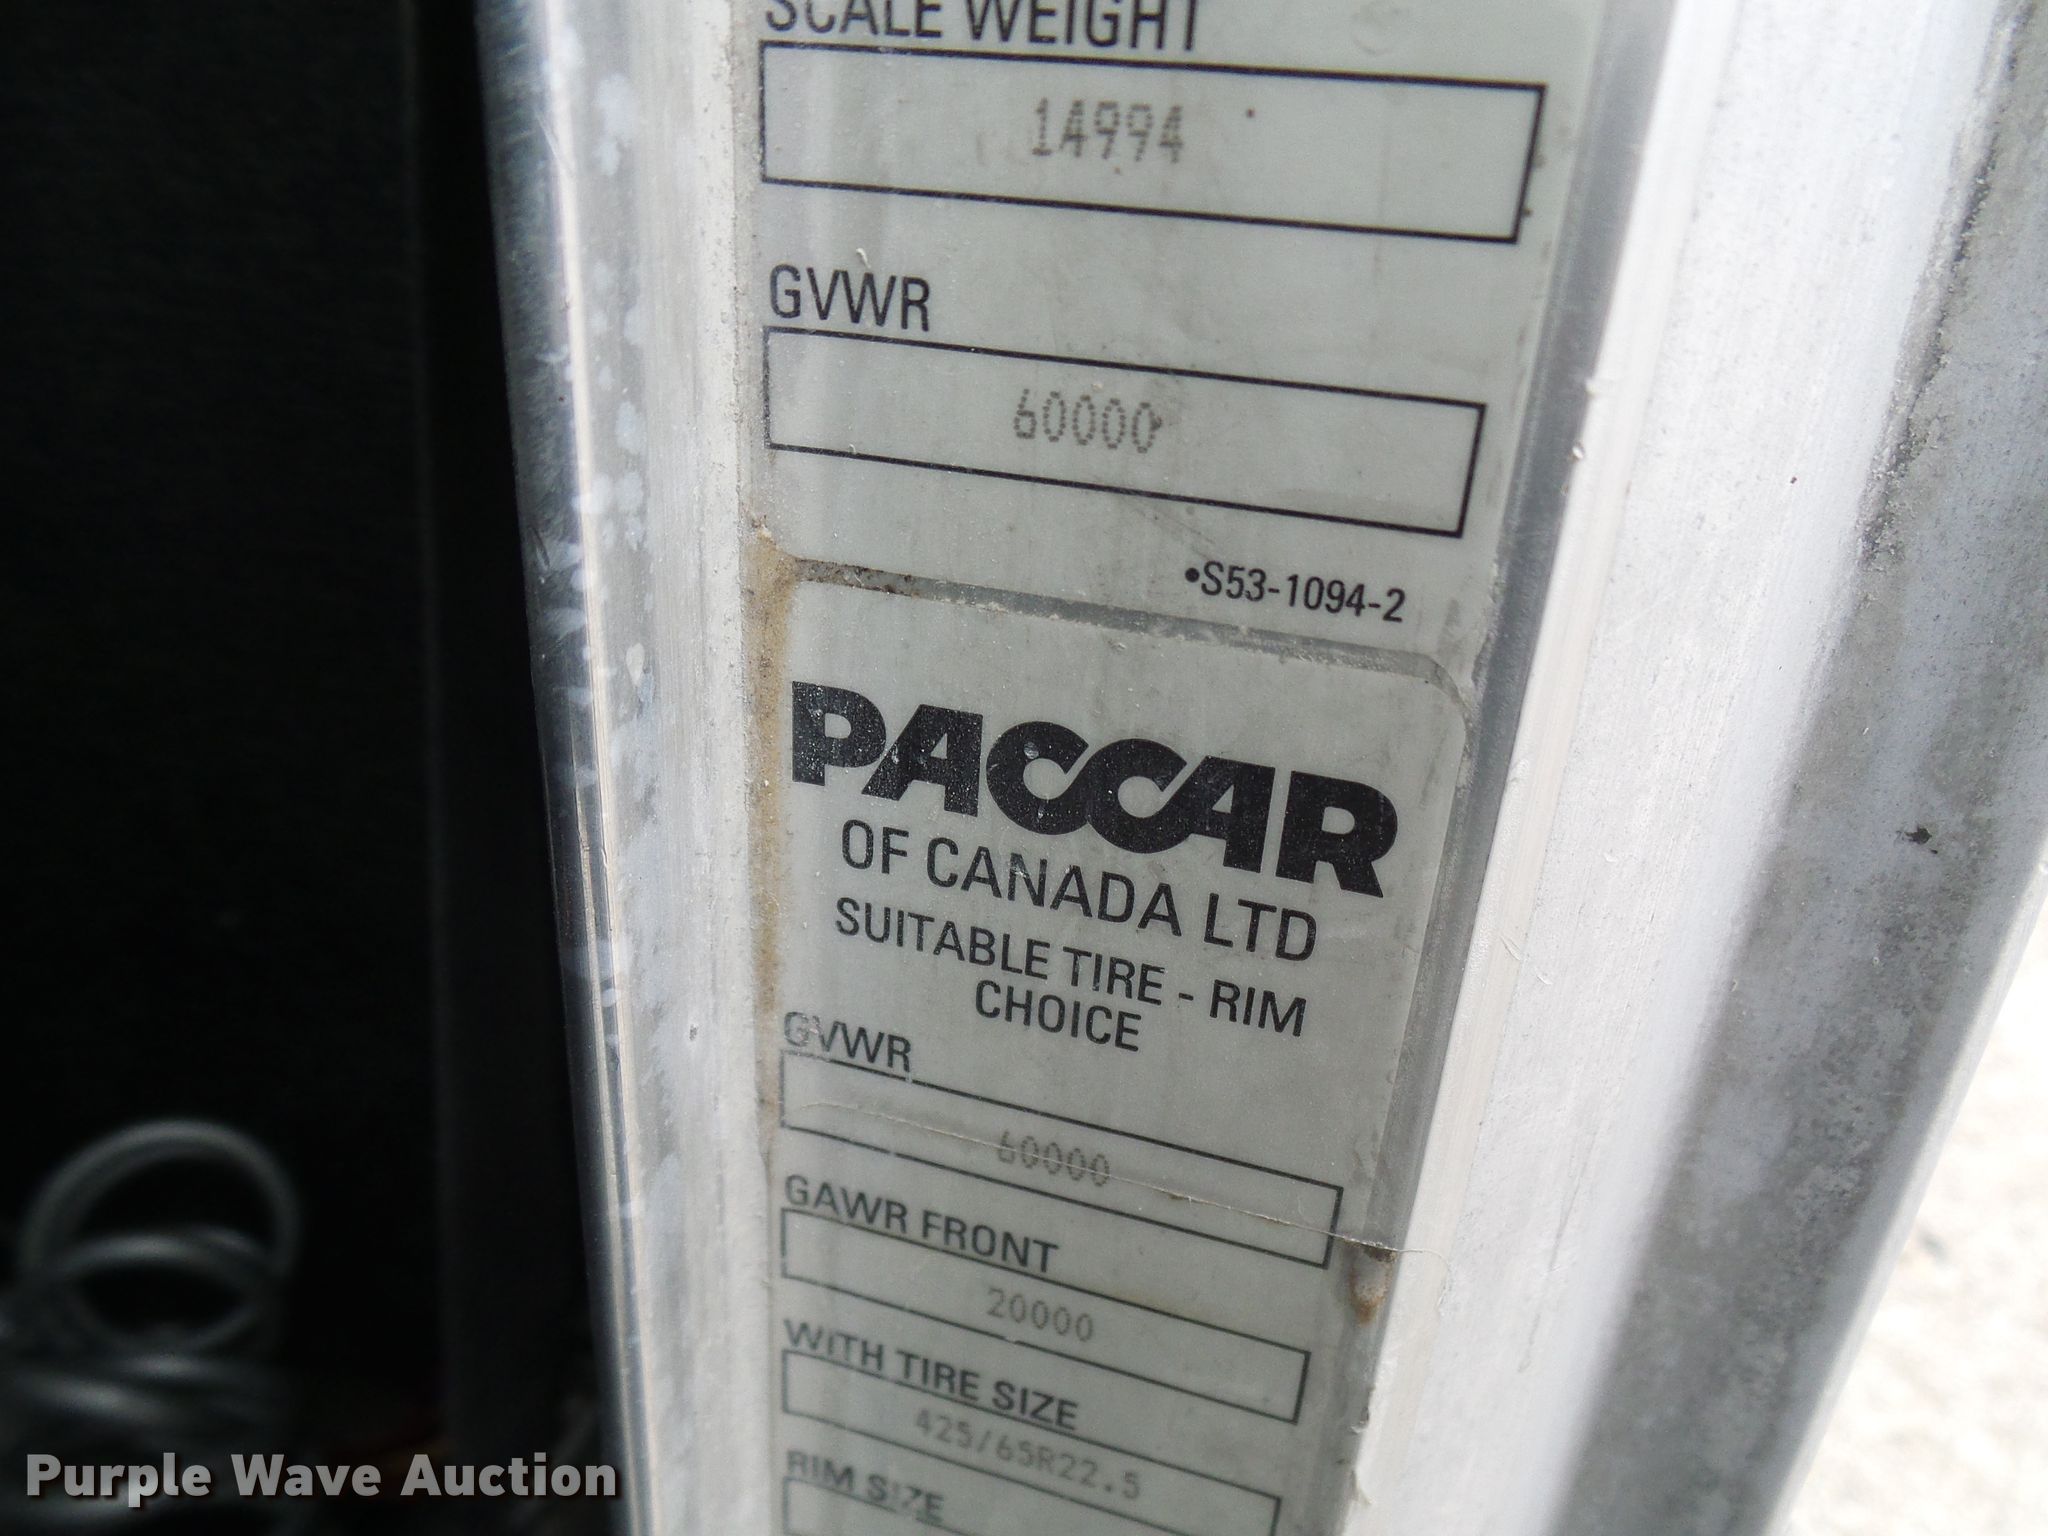 SCALE WEIGHT
14994
GVWR
60000
•S53-1094-2
PACCAR
OF CANADA LTD
SUITABLE TIRE - RIM
CHOICE
GVWR
60000
GAWR FRONT
20000
WITH TIRE SIZE
425/65R22.5
RIM SIZE
Purple Wave Auction